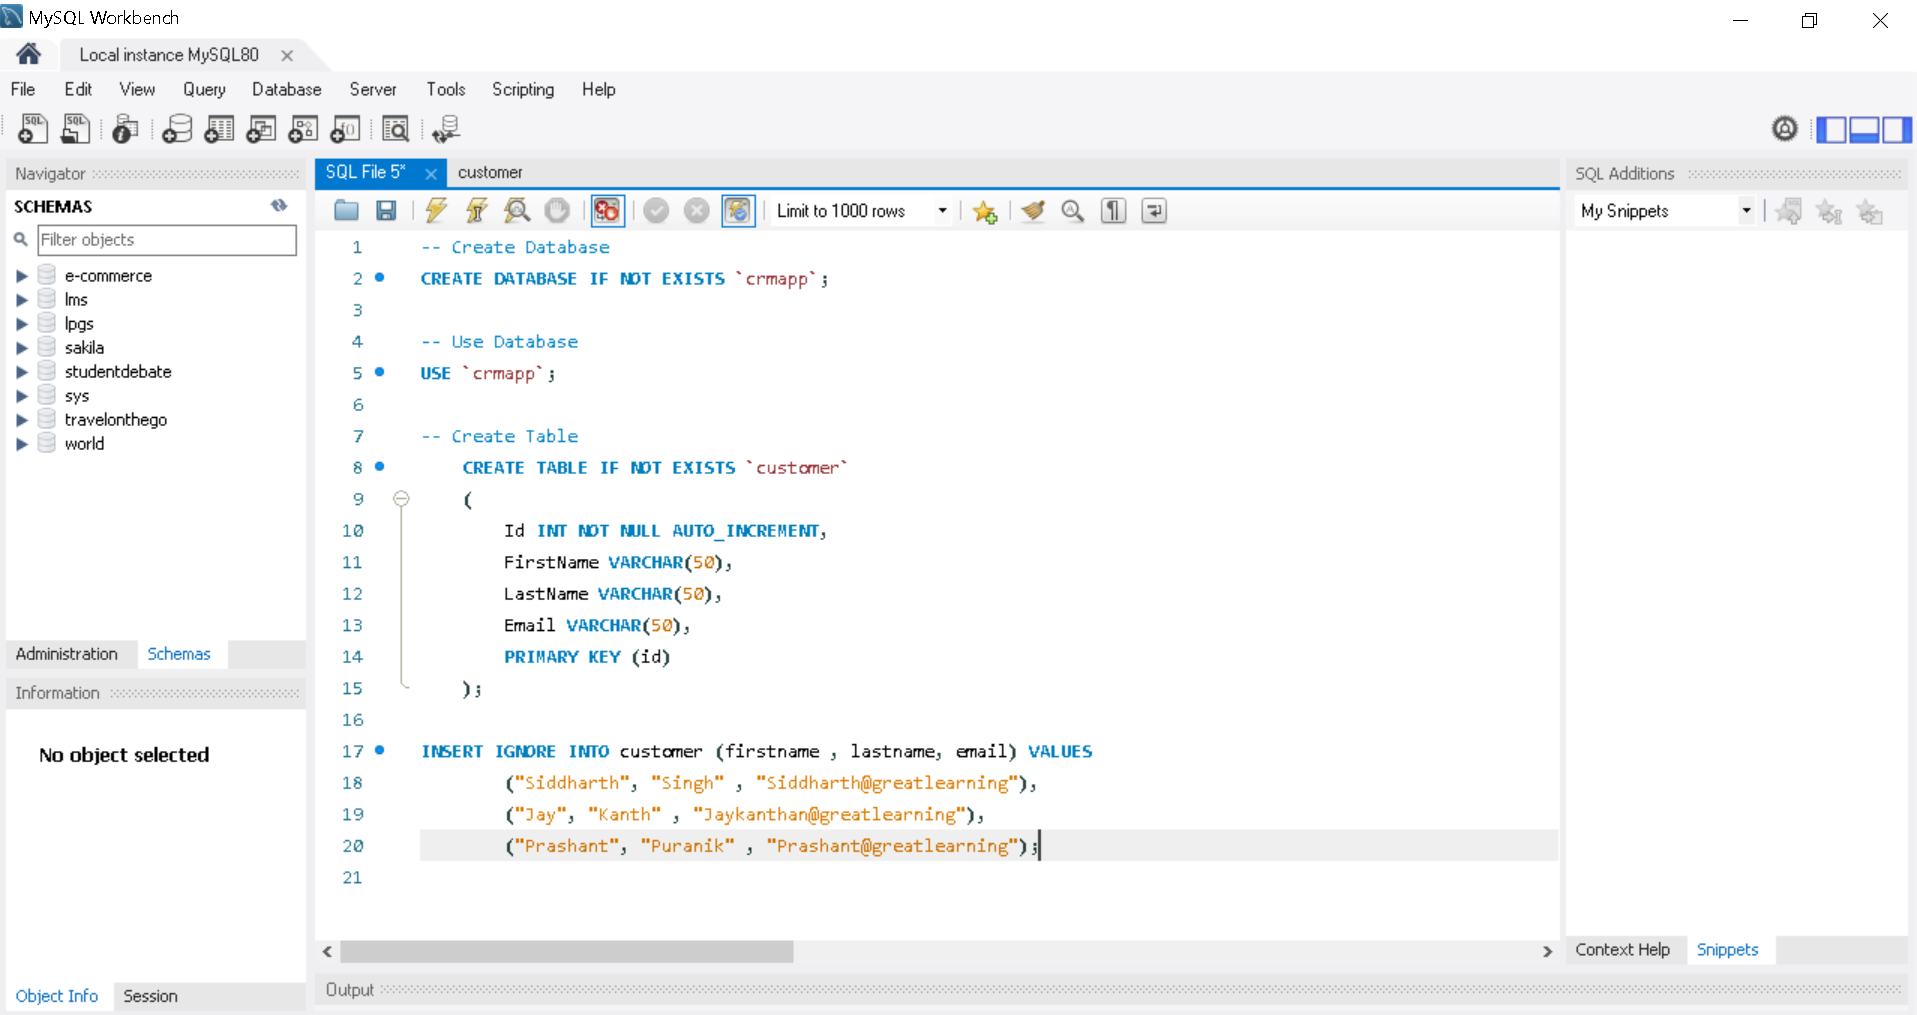 MySQL Workbench
Local instance MySQL80
File Edit View Query Database Server Tools Scripting Help
Navigator
SCHEMAS
Filter objects
e-commerce
lms
lpgs
sakila
studentdebate
sys
travelonthego
world
Administration Schemas
Information
No object selected
Object Info Session
SQL File 5* customer
Limit to 1000 rows
1 -- Create Database
2 CREATE DATABASE IF NOT EXISTS `crmapp`;
3
4 -- Use Database
5 USE `crmapp`;
6
7 -- Create Table
8 CREATE TABLE IF NOT EXISTS `customer`
9 (
10 Id INT NOT NULL AUTO_INCREMENT,
11 FirstName VARCHAR(50),
12 LastName VARCHAR(50),
13 Email VARCHAR(50),
14 PRIMARY KEY (id)
15 );
16
17 INSERT IGNORE INTO customer (firstname , lastname, email) VALUES
18 ("Siddharth", "Singh" , "Siddharth@greatlearning"),
19 ("Jay", "Kanth" , "Jaykanthan@greatlearning"),
20 ("Prashant", "Puranik" , "Prashant@greatlearning");
21
Output
SQL Additions
My Snippets
Context Help Snippets